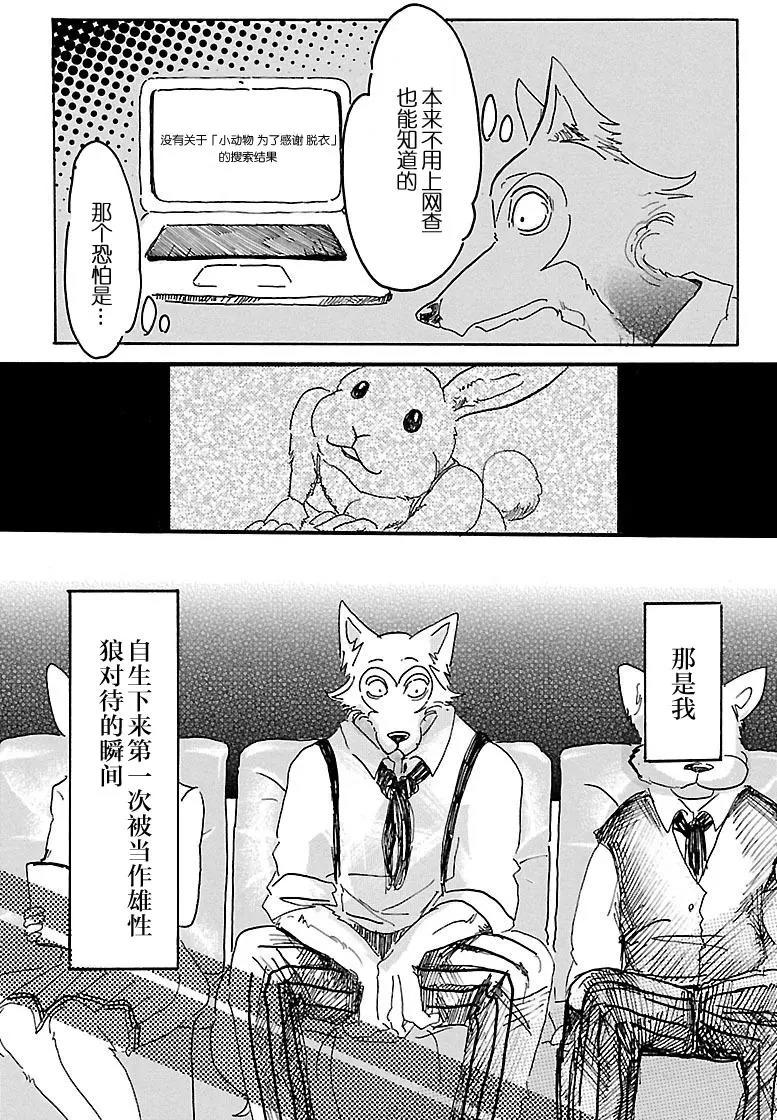 本来不用上网查
也能知道的
没有关于「小动物 为了感谢 脱衣」
的搜索结果
那个恐怕是…
那是我
自生下来第一次被当作雄性
狼对待的瞬间